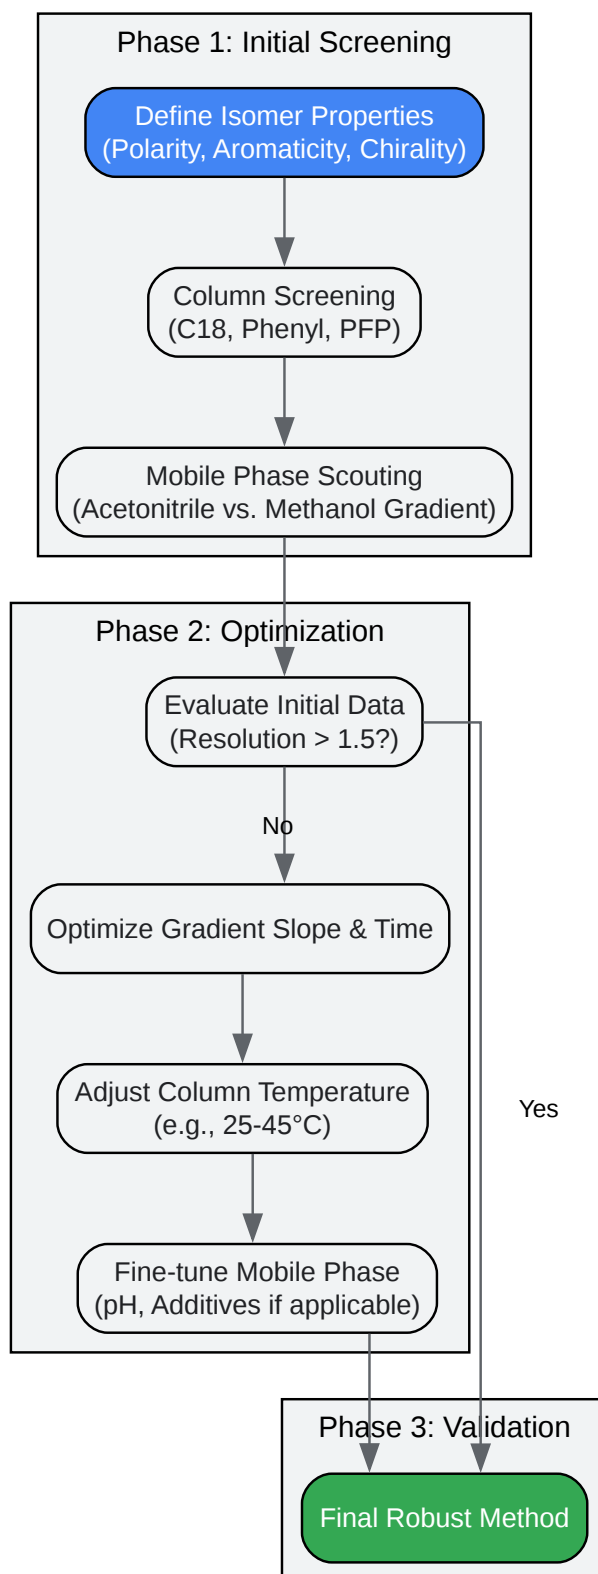 Phase 1: Initial Screening
Define Isomer Properties
(Polarity, Aromaticity, Chirality)
Column Screening
(C18, Phenyl, PFP)
Mobile Phase Scouting
(Acetonitrile vs. Methanol Gradient)
Phase 2: Optimization
Evaluate Initial Data
(Resolution > 1.5?)
No
Optimize Gradient Slope & Time
Adjust Column Temperature
(e.g., 25-45°C)
Yes
Fine-tune Mobile Phase
(pH, Additives if applicable)
Phase 3: Validation
Final Robust Method